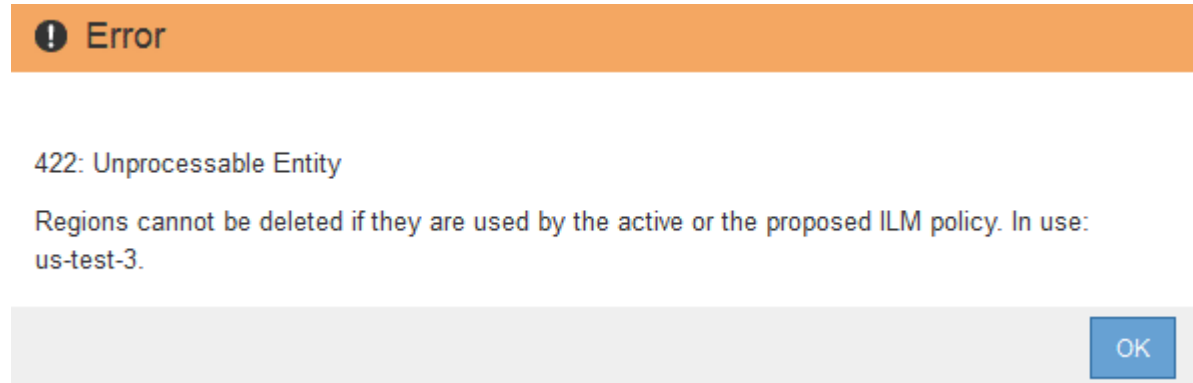 Error
422: Unprocessable Entity
Regions cannot be deleted if they are used by the active or the proposed ILM policy. In use:
us-test-3.
OK